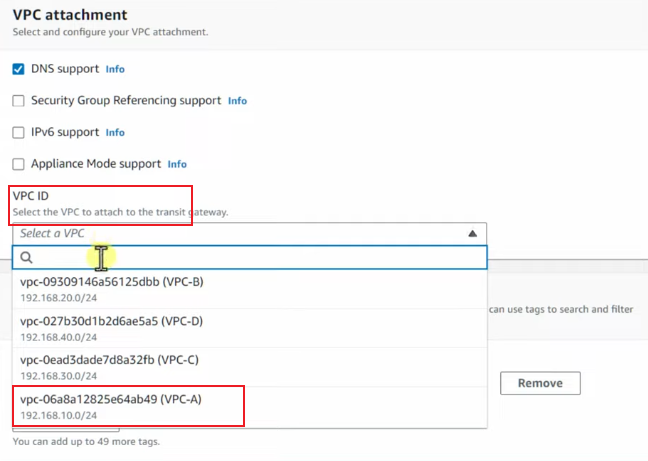 VPC attachment
Select and configure your VPC attachment.
DNS support Info
Security Group Referencing support Info
IPv6 support Info
Appliance Mode support Info
VPC ID
Select the VPC to attach to the transit gateway.
Select a VPC
vpc-09309146a56125dbb (VPC-B)
192.168.20.0/24
can use tags to search and filter
vpc-027b30d1b2d6ae5a5 (VPC-D)
192.168.40.0/24
vpc-0ead3dade7d8a32fb (VPC-C)
192.168.30.0/24
Remove
vpc-06a8a12825e64ab49 (VPC-A)
192.168.10.0/24
You can add up to 49 more tags.